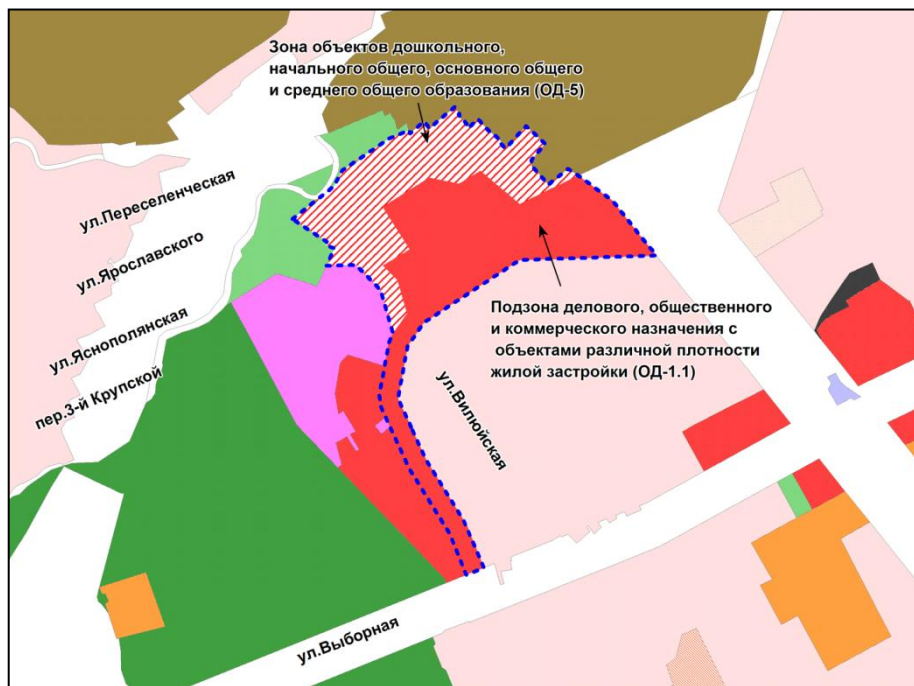 Зона объектов дошкольного,
начального общего, основного общего
и среднего общего образования (ОД-5)
ул.Переселенческая
ул.Ярославского
ул.Яснополянская
пер.3-й Крупской
Подзона делового, общественного
и коммерческого назначения с
объектами различной плотности
жилой застройки (ОД-1.1)
ул.Вилюйская
ул.Выборная